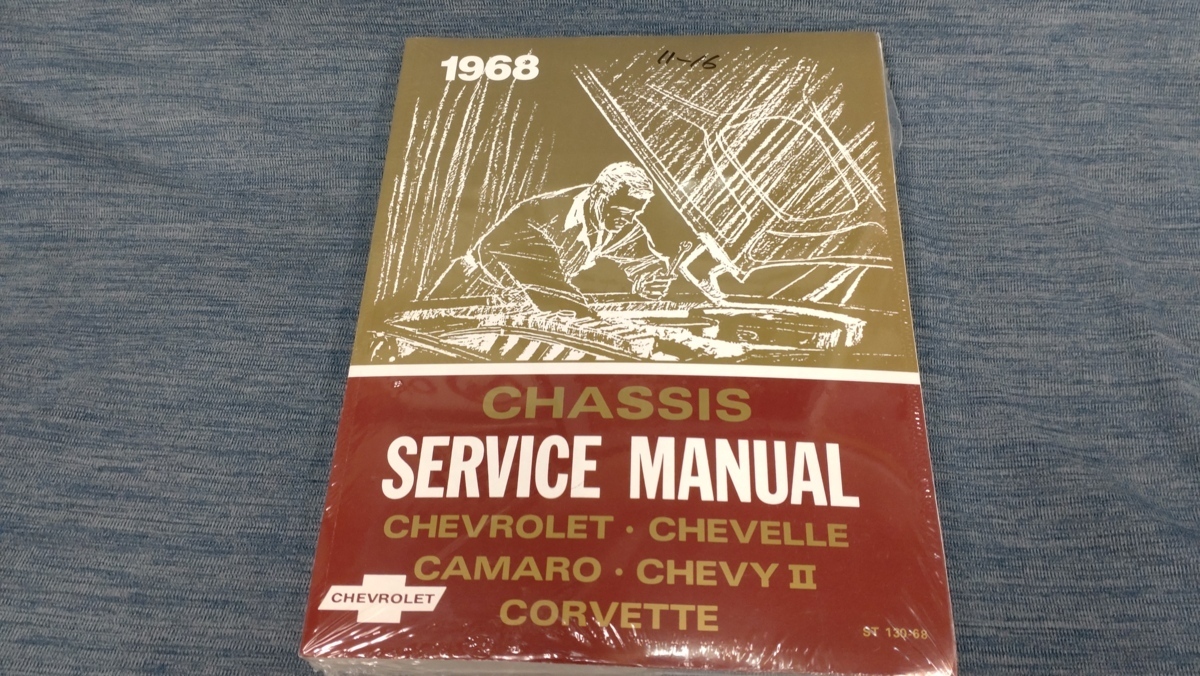 1968
11-16
CHASSIS
SERVICE MANUAL
CHEVROLET · CHEVELLE
CAMARO · CHEVY II
CORVETTE
CHEVROLET
ST 130-68